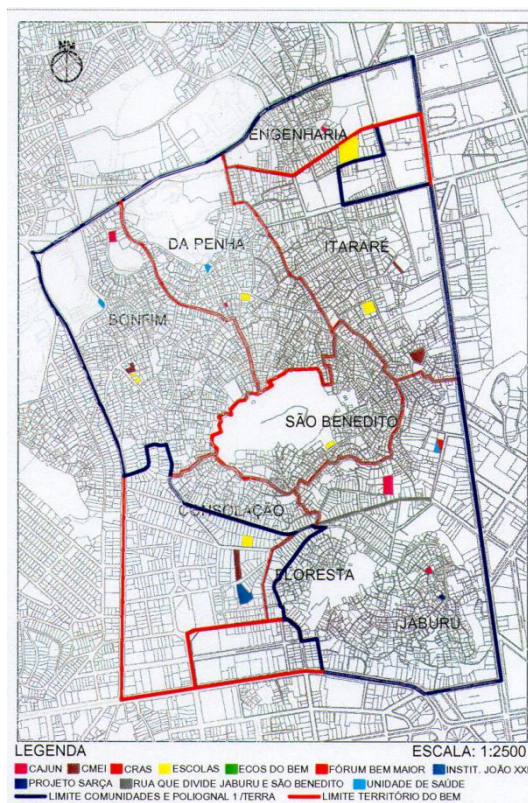 ENGENHARIA
DA PENHA
ITARARÉ
BONFIM
SÃO BENEDITO
CONSOLAÇÃO
FLORESTA
JABURU
LEGENDA ESCALA: 1:2500
CAJUN CMEI CRAS ESCOLAS ECOS DO BEM FÓRUM BEM MAIOR INSTIT. JOÃO XXI
PROJETO SARÇA RUA QUE DIVIDE JABURU E SÃO BENEDITO UNIDADE DE SAÚDE
LIMITE COMUNIDADES E POLIOGNAL 1/TERRA LIMITE TERRITÓRIO DO BEM